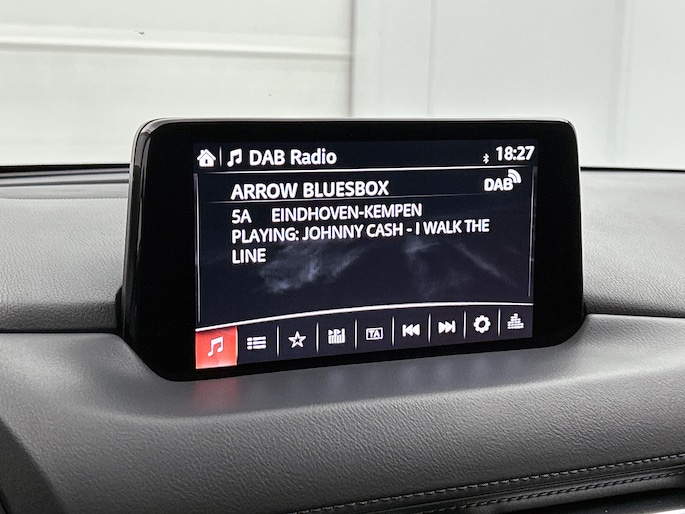 DAB Radio 18:27
ARROW BLUESBOX DAB
5A EINDHOVEN-KEMPEN
PLAYING: JOHNNY CASH - I WALK THE
LINE
TA